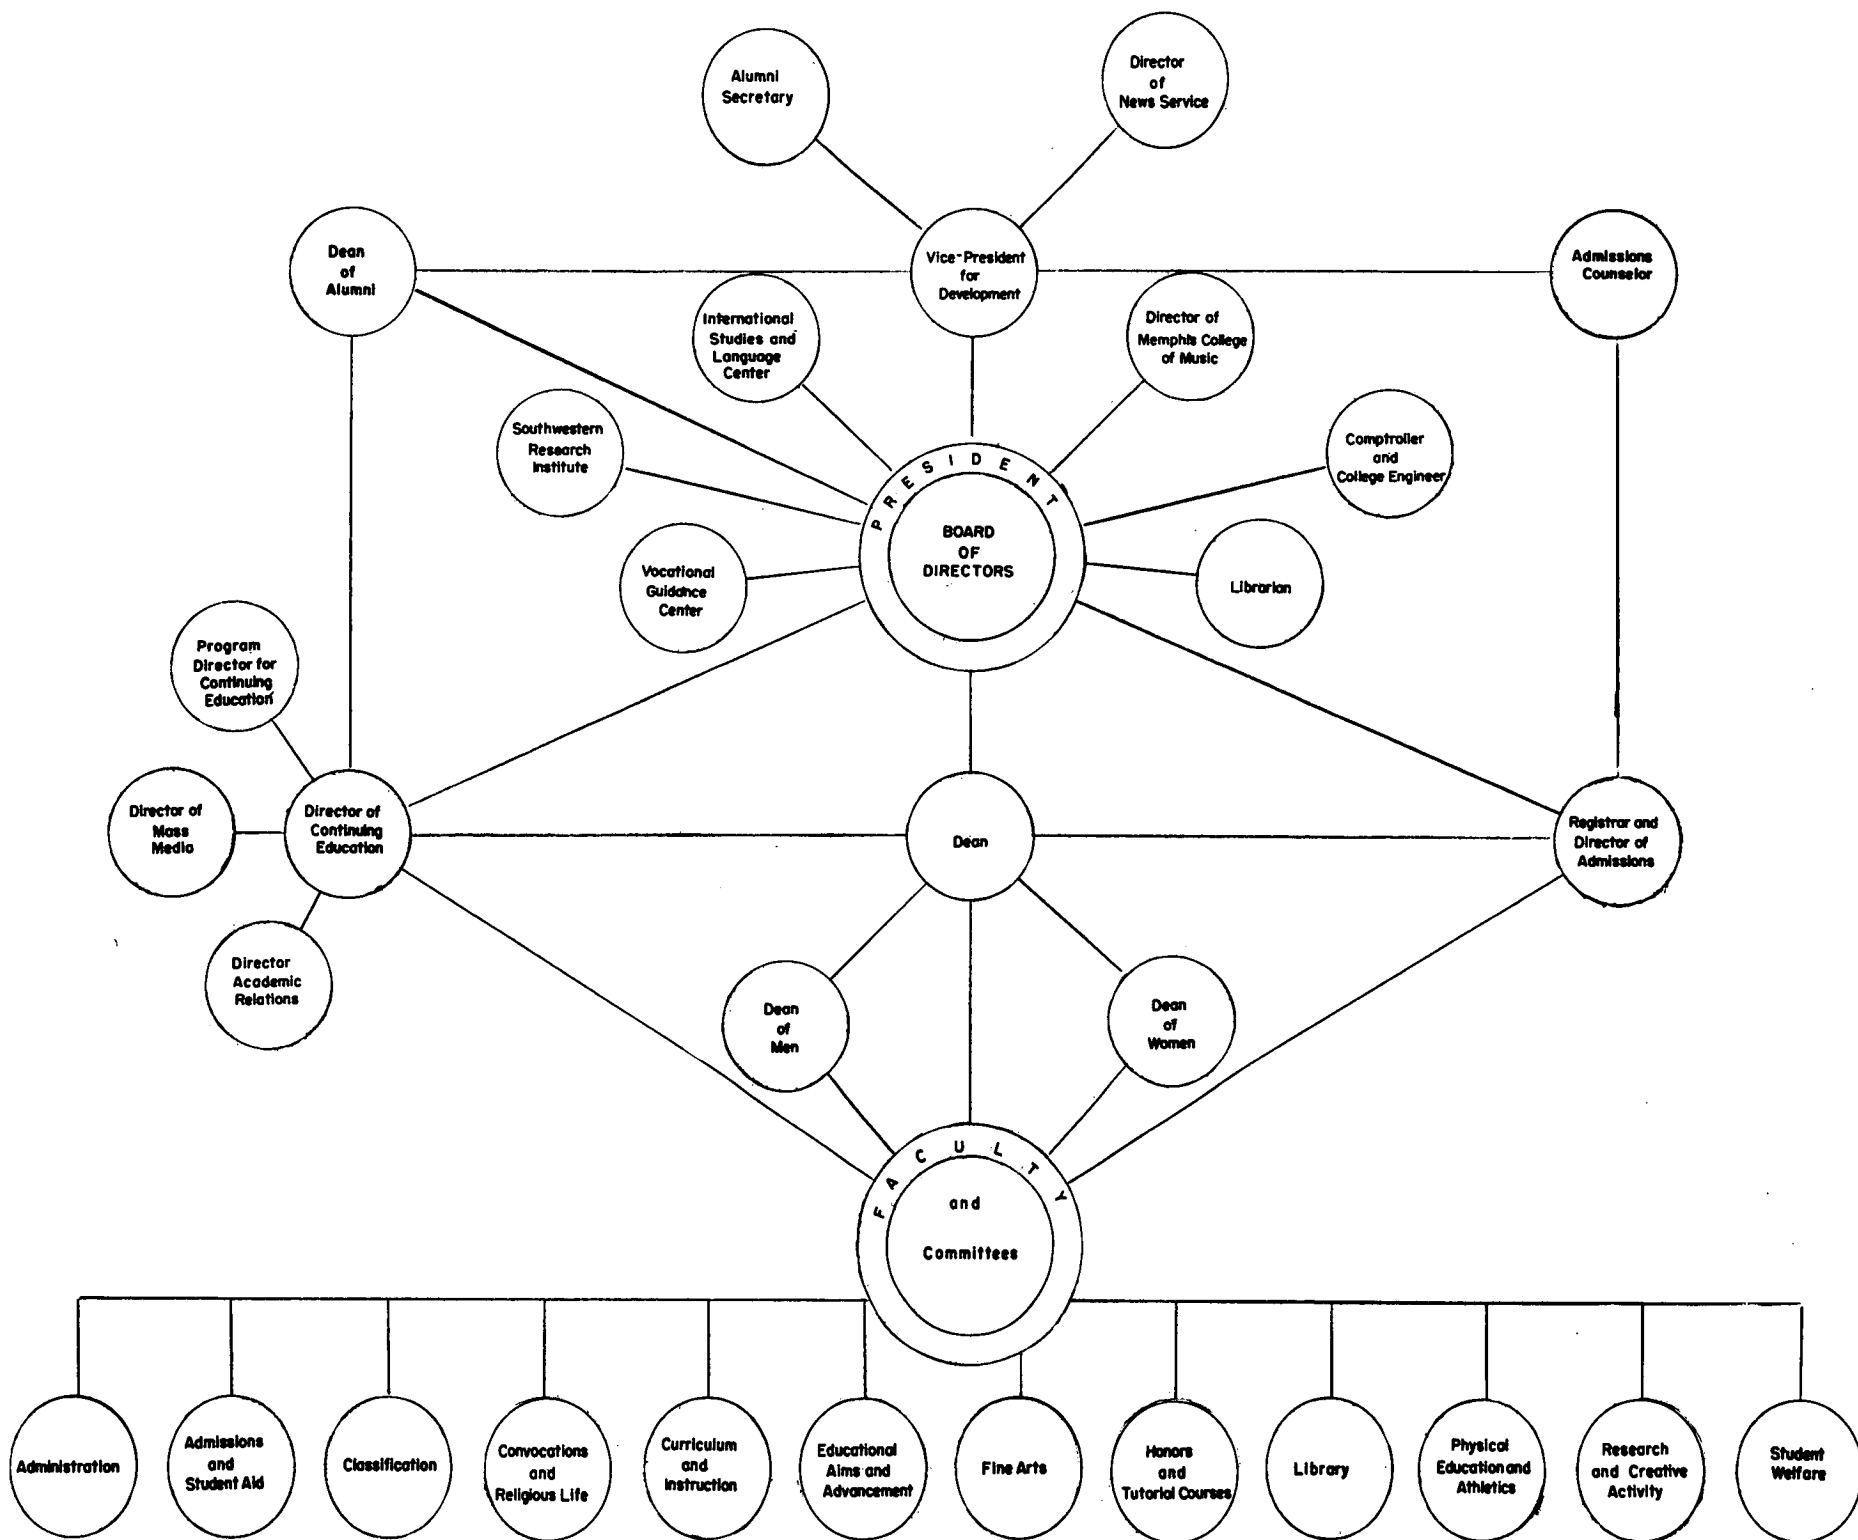 Alumni
Secretary
Director
of
News Service
Dean
of
Alumni
Vice-President
for
Development
Admissions
Counselor
International
Studies and
Language
Center
Director of
Memphis College
of Music
Southwestern
Research
Institute
Comptroller
and
College Engineer
PRESIDENT
BOARD
OF
DIRECTORS
Vocational
Guidance
Center
Librarian
Program
Director for
Continuing
Education
Director of
Mass
Media
Director of
Continuing
Education
Dean
Registrar and
Director of
Admissions
Director
Academic
Relations
Dean
of
Men
Dean
of
Women
FACULTY
and
Committees
Administration
Admissions
and
Student Aid
Classification
Convocations
and
Religious Life
Curriculum
and
Instruction
Educational
Aims and
Advancement
Fine Arts
Honors
and
Tutorial Courses
Library
Physical
Education and
Athletics
Research
and Creative
Activity
Student
Welfare